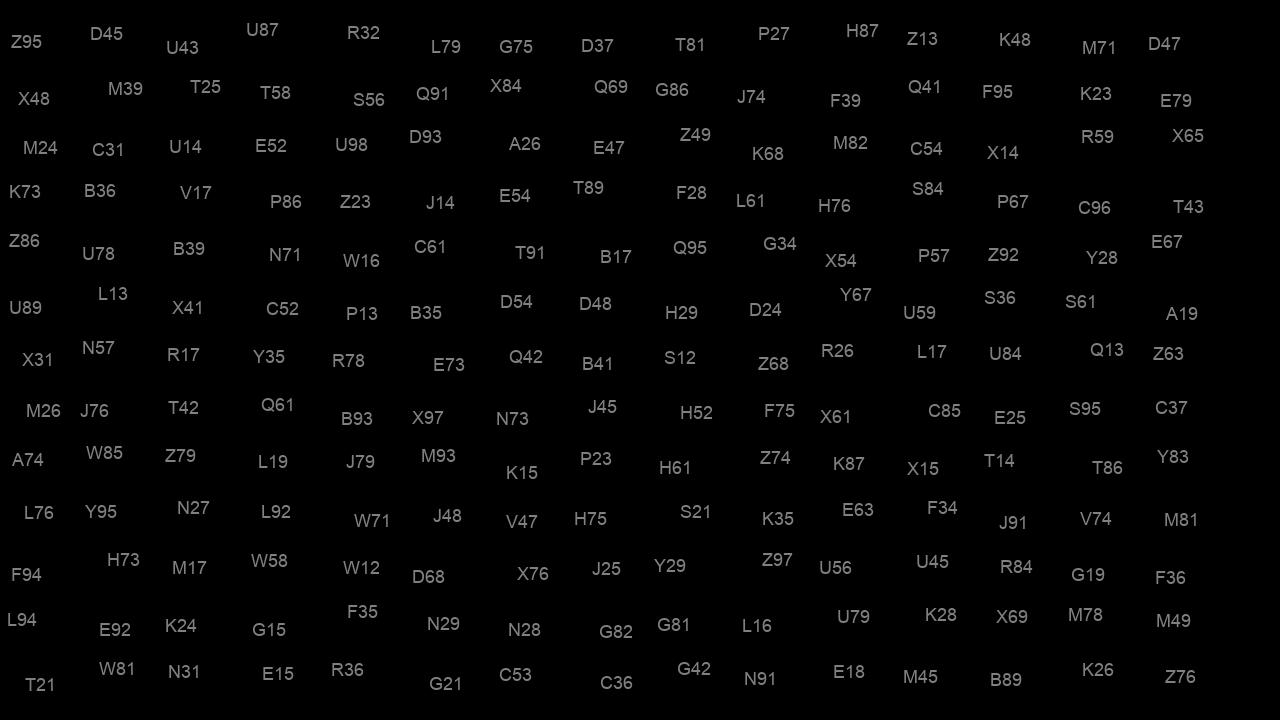 Z95 D45 U43 U87 R32 L79 G75 D37 T81 P27 H87 Z13 K48 M71 D47
X48 M39 T25 T58 S56 Q91 X84 Q69 G86 J74 F39 Q41 F95 K23 E79
M24 C31 U14 E52 U98 D93 A26 E47 Z49 K68 M82 C54 X14 R59 X65
K73 B36 V17 P86 Z23 J14 E54 T89 F28 L61 H76 S84 P67 C96 T43
Z86 U78 B39 N71 W16 C61 T91 B17 Q95 G34 X54 P57 Z92 Y28 E67
U89 L13 X41 C52 P13 B35 D54 D48 H29 D24 Y67 U59 S36 S61 A19
X31 N57 R17 Y35 R78 E73 Q42 B41 S12 Z68 R26 L17 U84 Q13 Z63
M26 J76 T42 Q61 B93 X97 N73 J45 H52 F75 X61 C85 E25 S95 C37
A74 W85 Z79 L19 J79 M93 K15 P23 H61 Z74 K87 X15 T14 T86 Y83
L76 Y95 N27 L92 W71 J48 V47 H75 S21 K35 E63 F34 J91 V74 M81
F94 H73 M17 W58 W12 D68 X76 J25 Y29 Z97 U56 U45 R84 G19 F36
L94 E92 K24 G15 F35 N29 N28 G82 G81 L16 U79 K28 X69 M78 M49
T21 W81 N31 E15 R36 G21 C53 C36 G42 N91 E18 M45 B89 K26 Z76